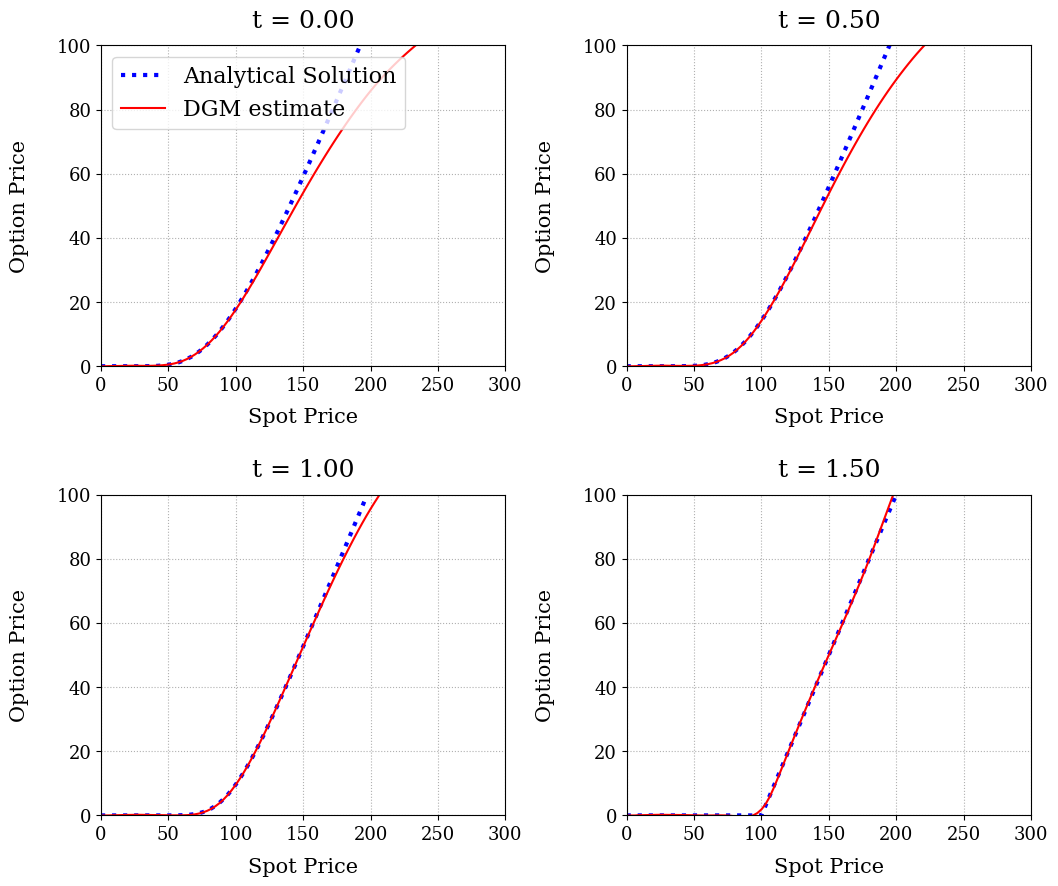 t = 0.00
100
80
60
40
20
0
Option Price
Analytical Solution
DGM estimate
0 50 100 150 200 250 300
Spot Price
t = 0.50
100
80
60
40
20
0
Option Price
0 50 100 150 200 250 300
Spot Price
t = 1.00
100
80
60
40
20
0
Option Price
0 50 100 150 200 250 300
Spot Price
t = 1.50
100
80
60
40
20
0
Option Price
0 50 100 150 200 250 300
Spot Price